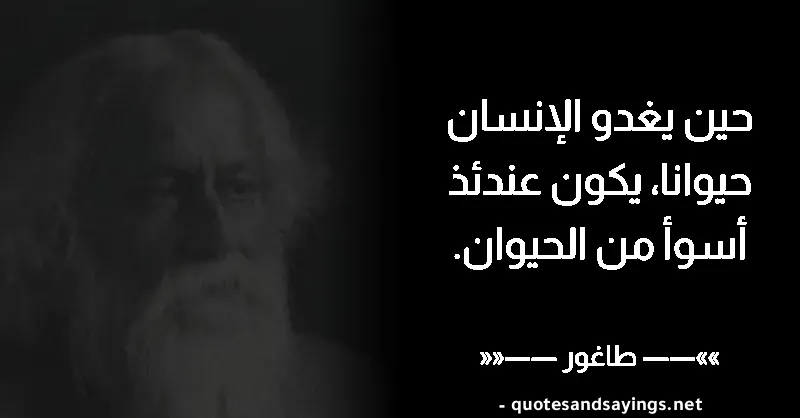 حين يغدو الإنسان
حيوانا، يكون عندئذ
أسوأ من الحيوان.
»»—— طاغور ——««
- quotesandsayings.net